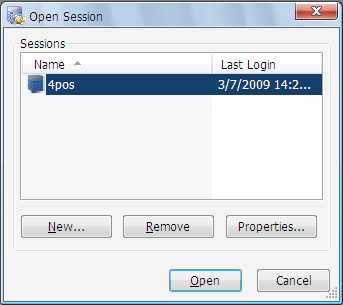 Open Session
Sessions
Name Last Login
4pos 3/7/2009 14:2...
New... Remove Properties...
Open Cancel